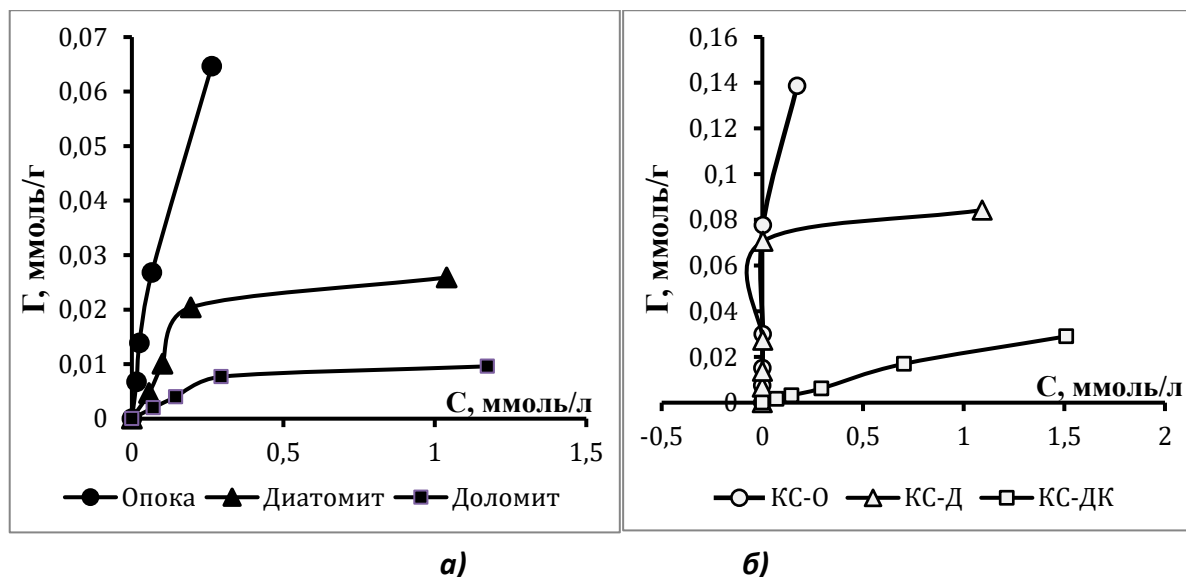 0,07
0,06
0,05
0,04
0,03
0,02
0,01
0
Г, ммоль/г
С, ммоль/л
0 0,5 1 1,5
Опока Диатомит Доломит
0,16
0,14
0,12
0,1
0,08
0,06
0,04
0,02
0
Г, ммоль/г
С, ммоль/л
-0,5 0 0,5 1 1,5 2
КС-О КС-Д КС-ДК
а) б)